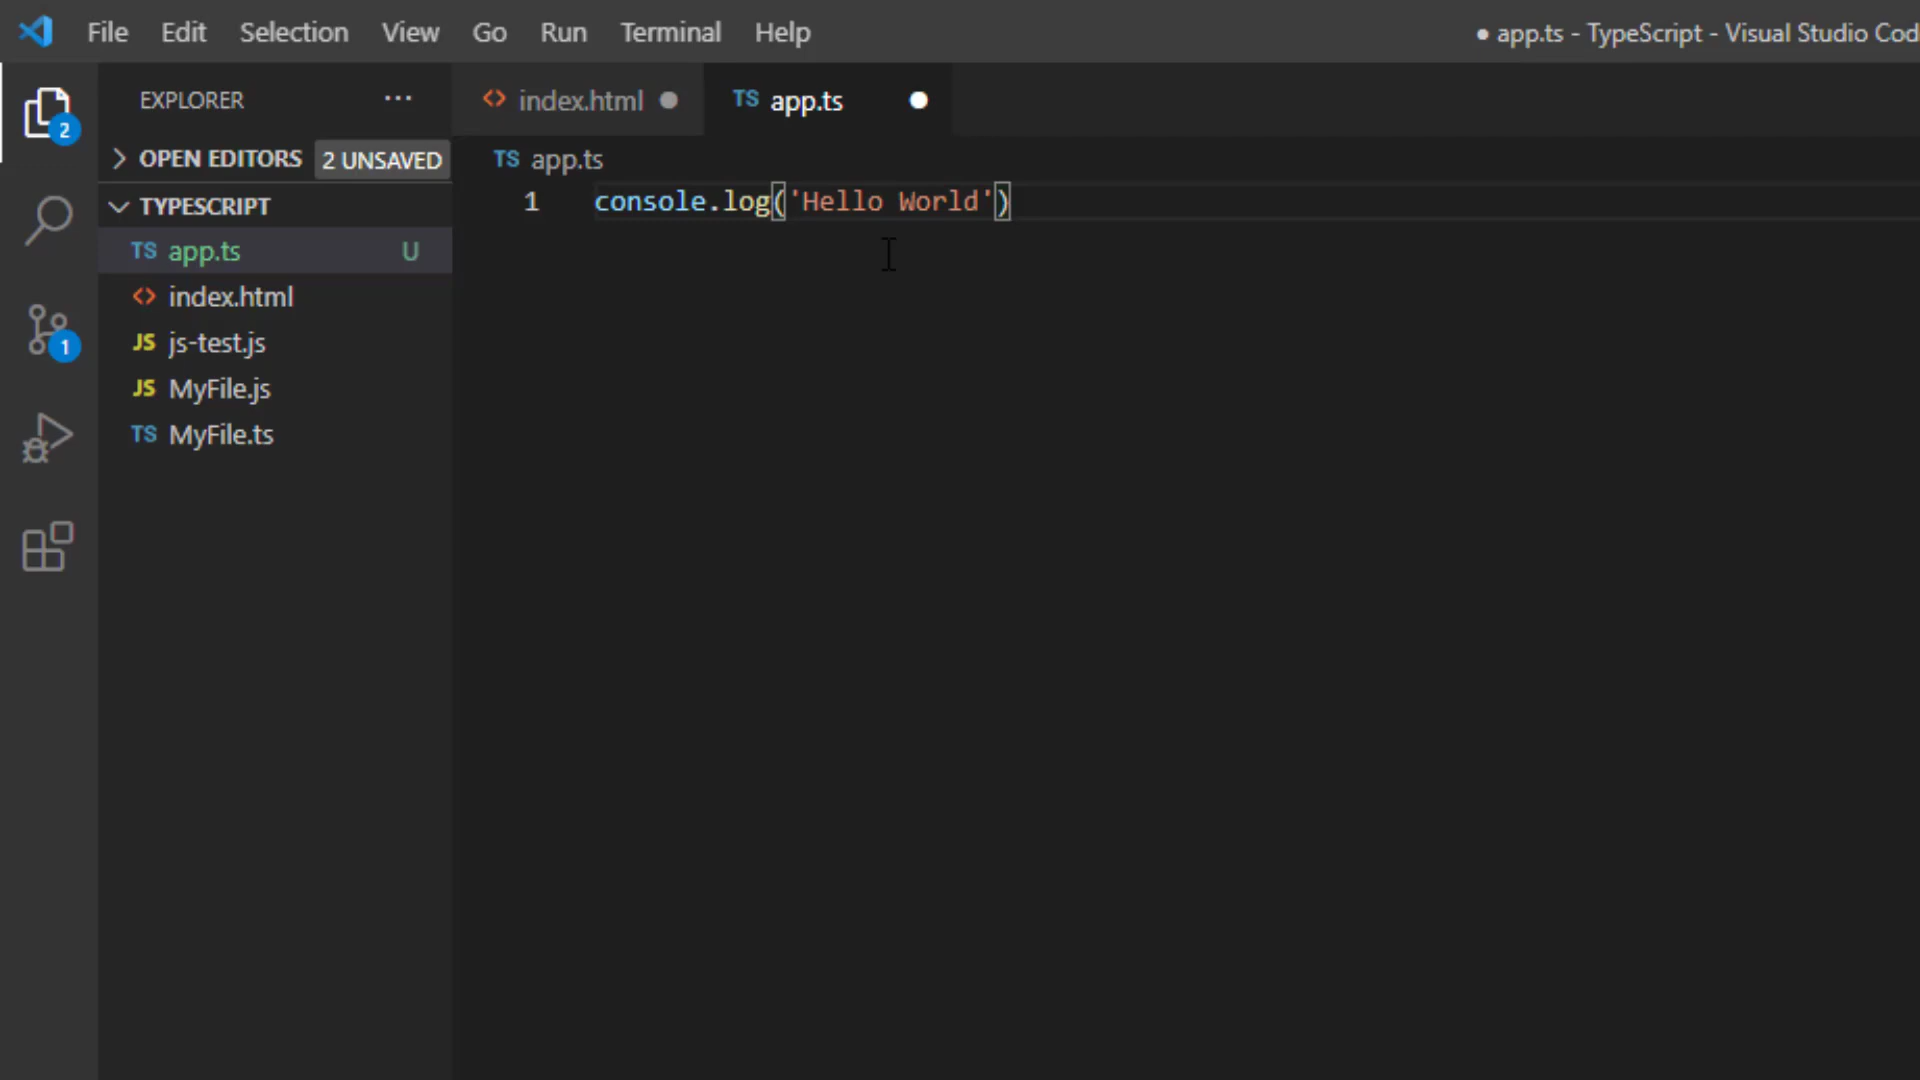 File Edit Selection View Go Run Terminal Help
● app.ts - TypeScript - Visual Studio Cod
EXPLORER ...
2
OPEN EDITORS 2 UNSAVED
TYPESCRIPT
TS app.ts U
<> index.html
JS js-test.js
1
JS MyFile.js
TS MyFile.ts
<> index.html ●
TS app.ts ●
TS app.ts
1 console.log('Hello World')